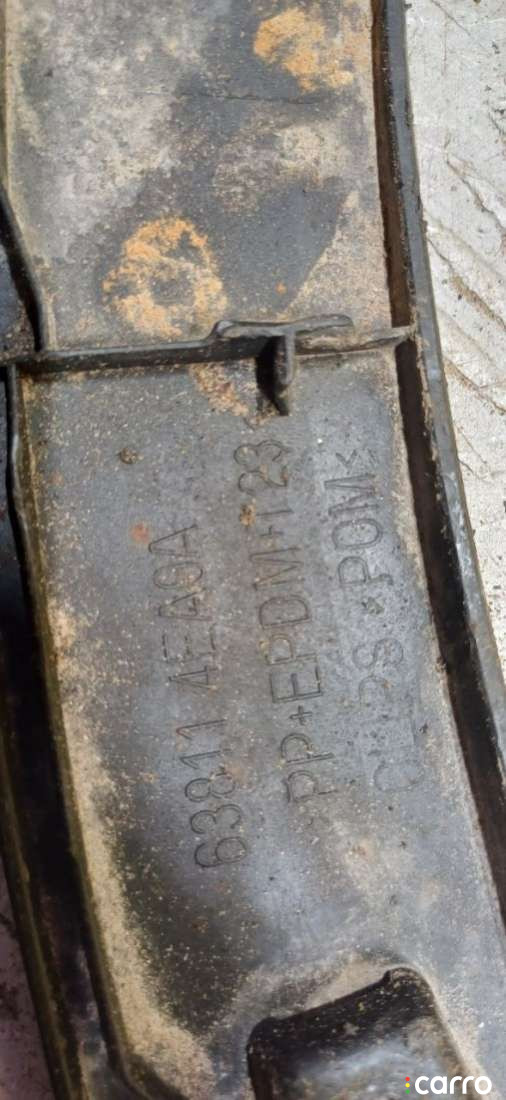 63811 4EA0A
>PP+EPDM-T23
CLIPS >POM<
carro